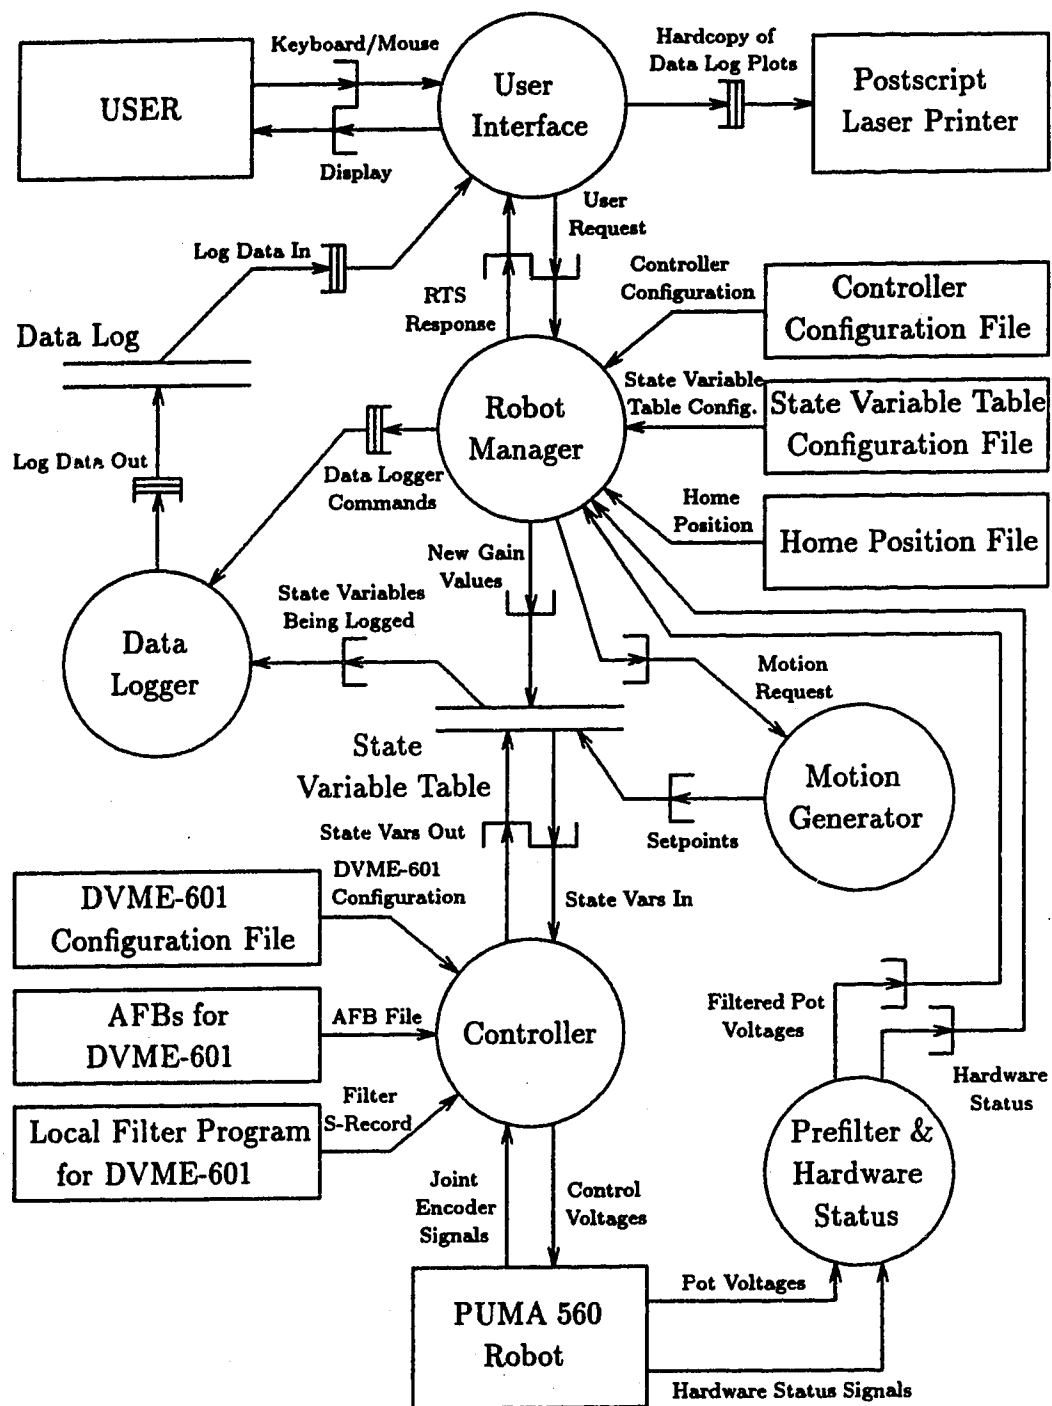 Keyboard/Mouse
USER
Display
User
Interface
Hardcopy of
Data Log Plots
Postscript
Laser Printer
User
Request
Log Data In
RTS
Response
Controller
Configuration
Controller
Configuration File
Data Log
State Variable
Table Config.
State Variable Table
Configuration File
Robot
Manager
Log Data Out
Data Logger
Commands
Home
Position
Home Position File
New Gain
Values
State Variables
Being Logged
Data
Logger
Motion
Request
State
Variable Table
Motion
Generator
State Vars Out
Setpoints
DVME-601
Configuration
DVME-601
Configuration File
State Vars In
AFBs for
DVME-601
AFB File
Controller
Filtered Pot
Voltages
Hardware
Status
Filter
S-Record
Local Filter Program
for DVME-601
Prefilter &
Hardware
Status
Joint
Encoder
Signals
Control
Voltages
Pot Voltages
PUMA 560
Robot
Hardware Status Signals